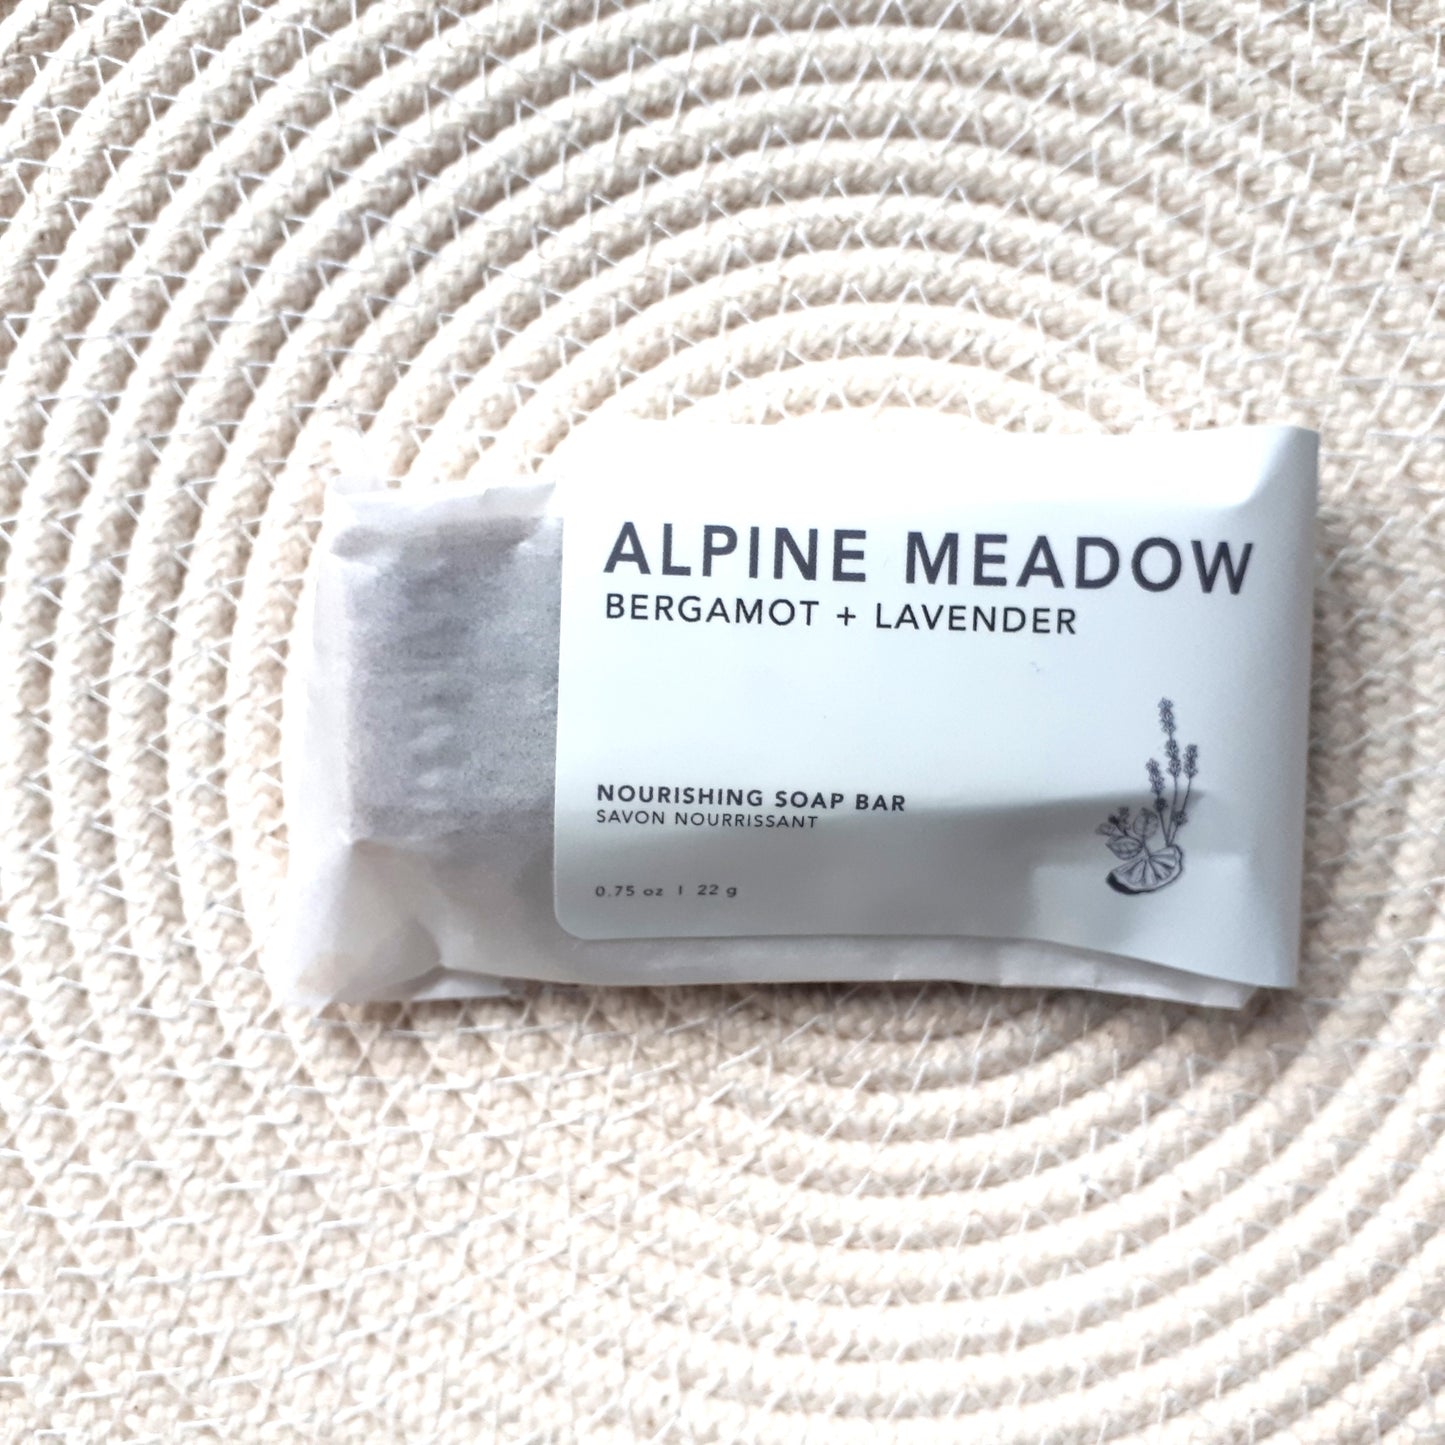 ALPINE MEADOW
BERGAMOT + LAVENDER
NOURISHING SOAP BAR
SAVON NOURRISSANT
0.75 oz | 22 g